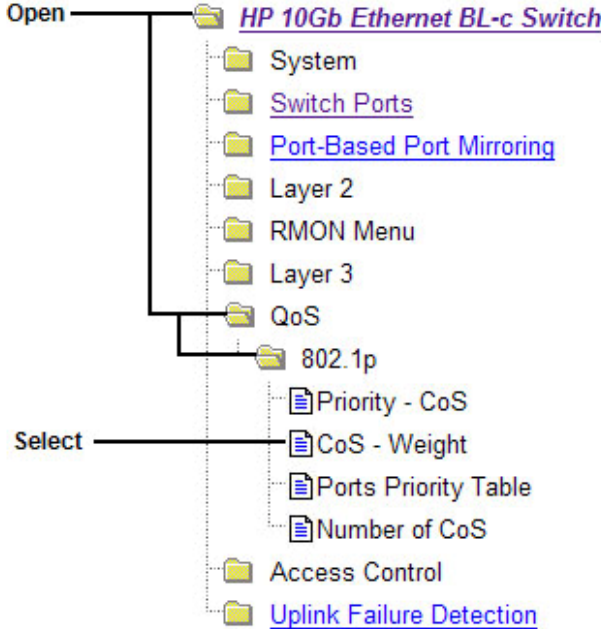 Open HP 10Gb Ethernet BL-c Switch
System
Switch Ports
Port-Based Port Mirroring
Layer 2
RMON Menu
Layer 3
QoS
802.1p
Priority - CoS
Select CoS - Weight
Ports Priority Table
Number of CoS
Access Control
Uplink Failure Detection